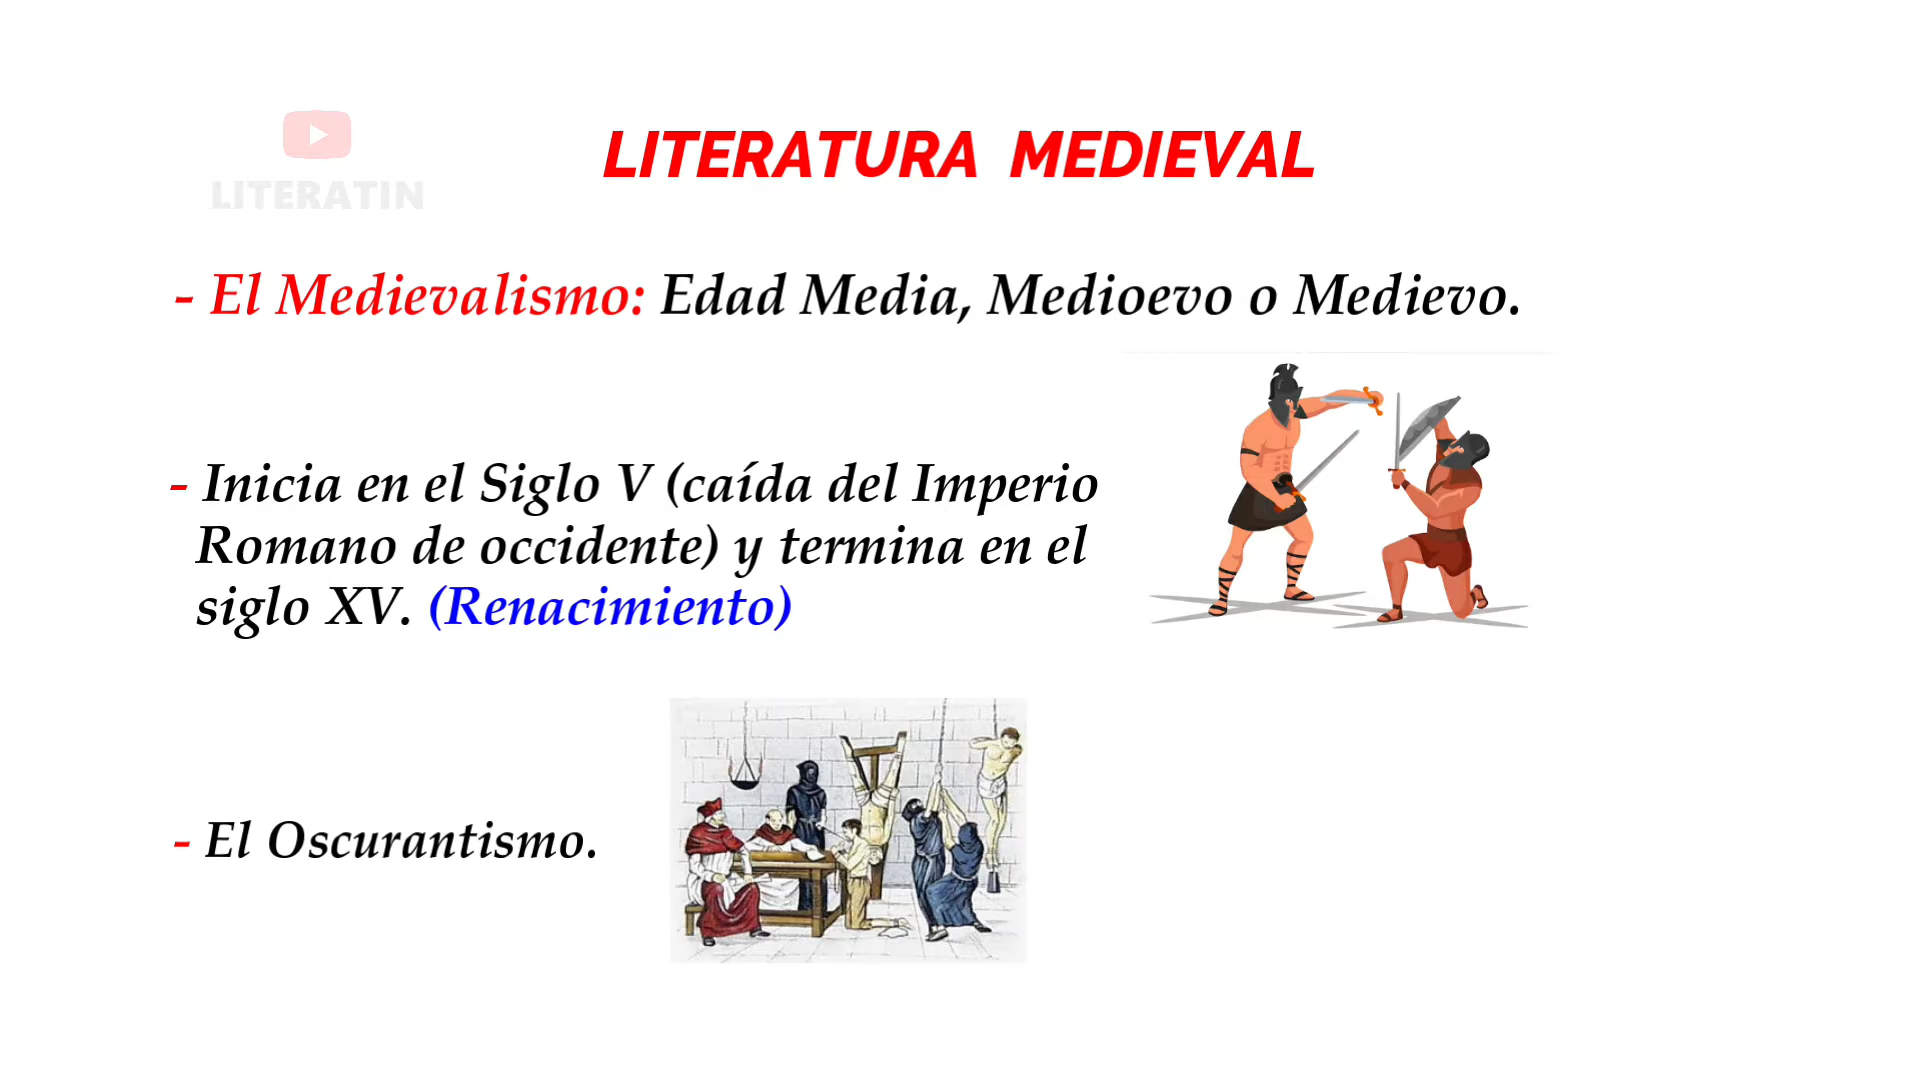 LITERATIN
LITERATURA MEDIEVAL
- El Medievalismo: Edad Media, Medioevo o Medievo.
- Inicia en el Siglo V (caída del Imperio
Romano de occidente) y termina en el
siglo XV. (Renacimiento)
- El Oscurantismo.